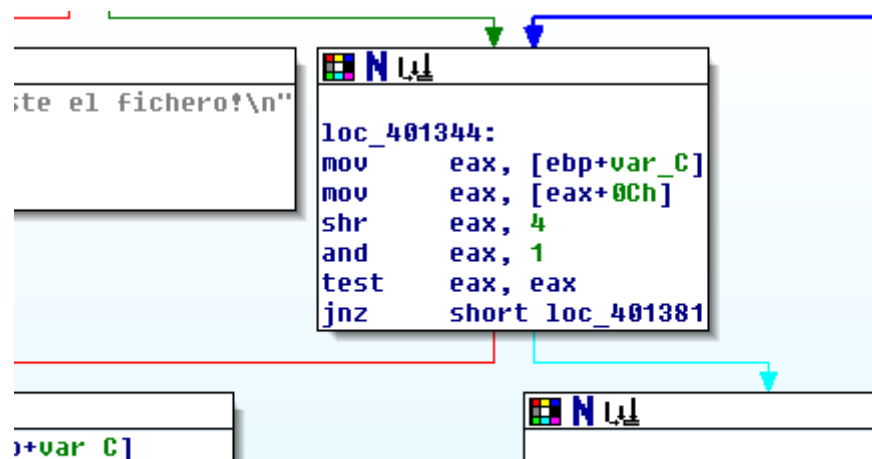 ste el fichero!\n"
loc_401344:
mov eax, [ebp+var_C]
mov eax, [eax+0Ch]
shr eax, 4
and eax, 1
test eax, eax
jnz short loc_401381
p+var_C]